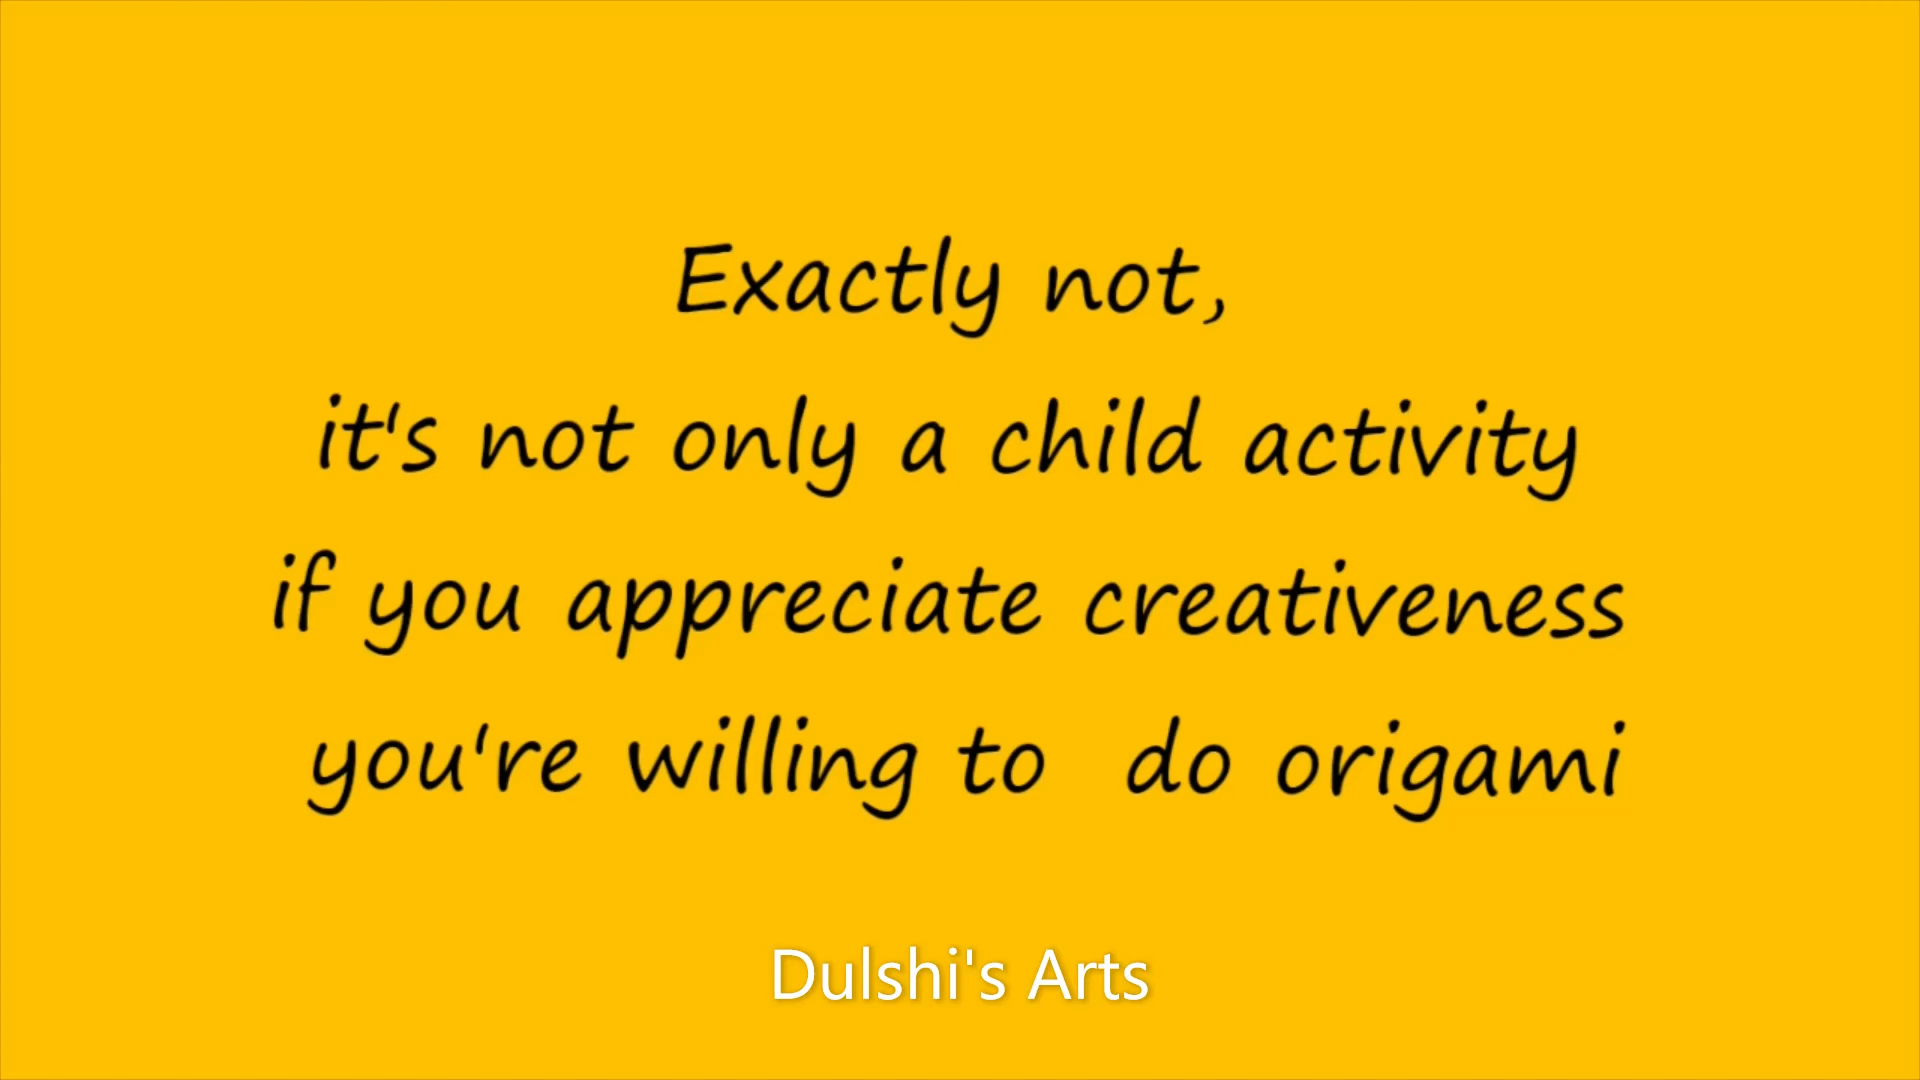 Exactly not,
it's not only a child activity
if you appreciate creativeness
you're willing to do origami
Dulshi's Arts